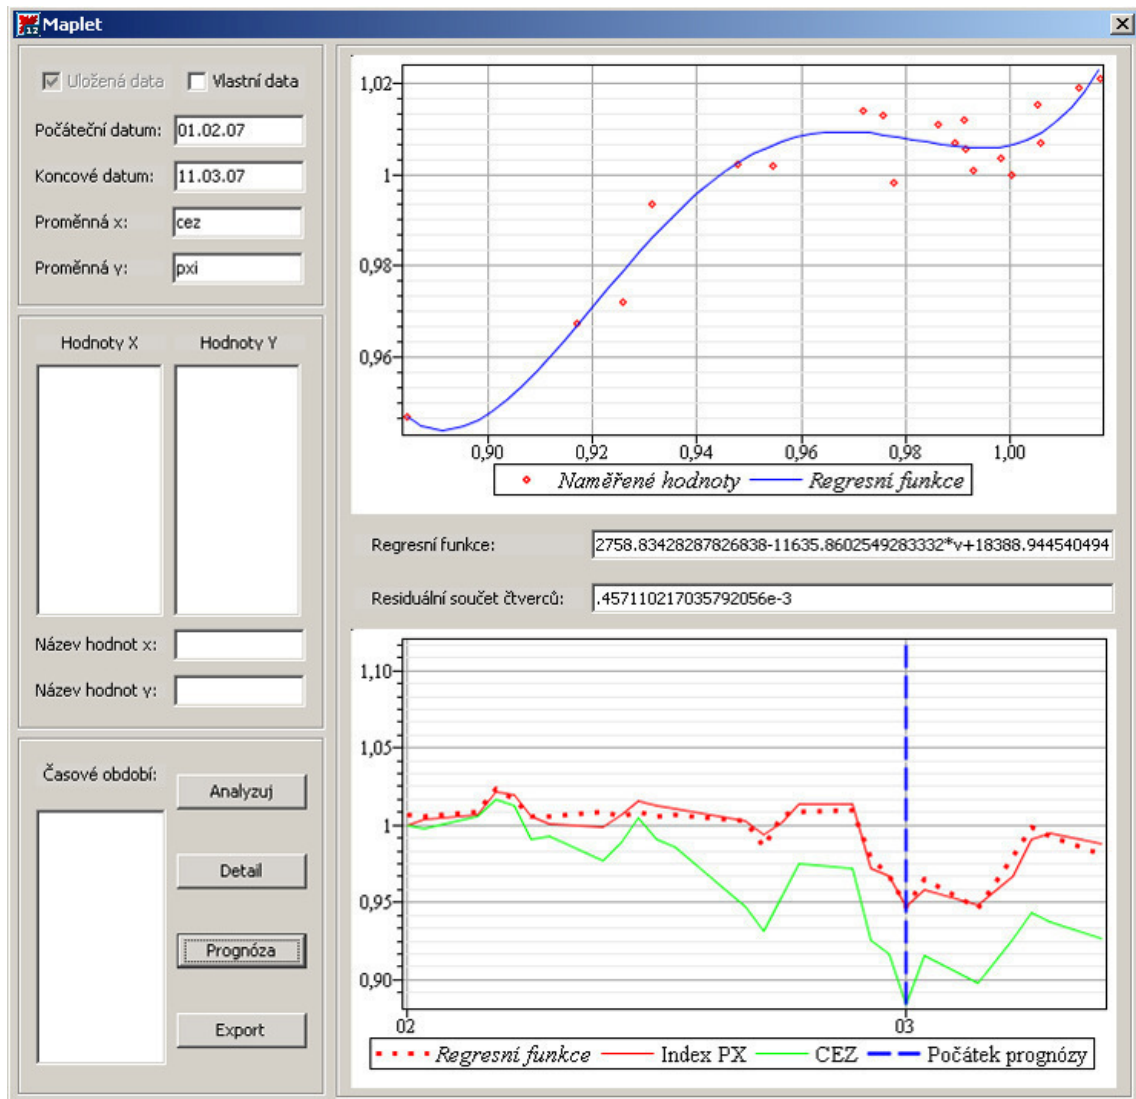 Maplet
Uložená data Vlastní data
Počáteční datum: 01.02.07
Koncové datum: 11.03.07
Proměnná x: cez
Proměnná y: pxi
Hodnoty X Hodnoty Y
Název hodnot x:
Název hodnot y:
Časové období:
Analyzuj
Detail
Prognóza
Export
1,02
1
0,98
0,96
0,90 0,92 0,94 0,96 0,98 1,00
Naměřené hodnoty Regresní funkce
Regresní funkce: 2758.83428287826838-11635.8602549283332*v+18388.944540494
Residuální součet čtverců: .457110217035792056e-3
1,10
1,05
1
0,95
0,90
02 03
Regresní funkce Index PX CEZ Počátek prognózy